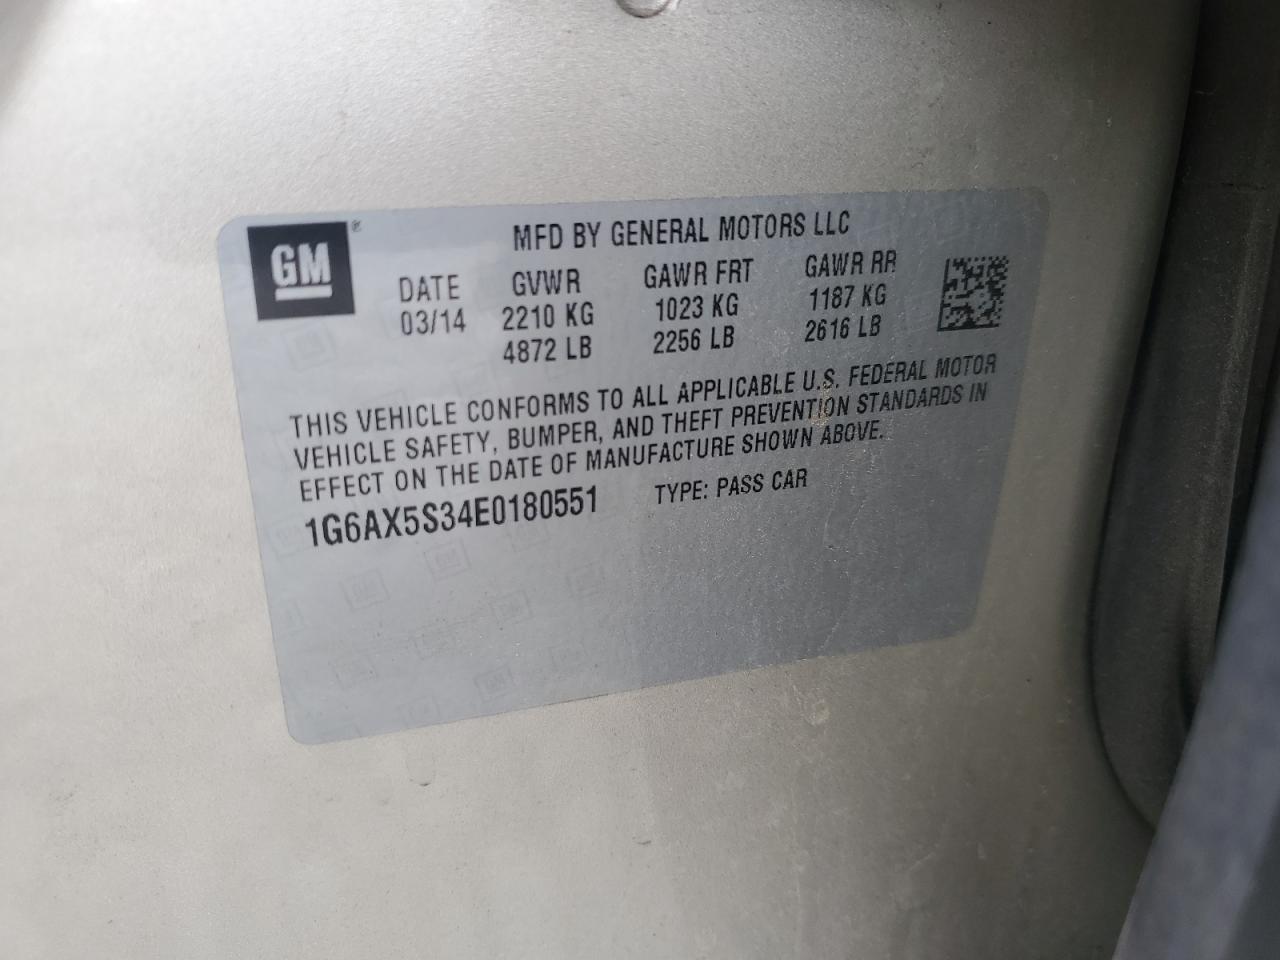 GM
MFD BY GENERAL MOTORS LLC
DATE GVWR GAWR FRT GAWR RR
03/14 2210 KG 1023 KG 1187 KG
4872 LB 2256 LB 2616 LB
THIS VEHICLE CONFORMS TO ALL APPLICABLE U.S. FEDERAL MOTOR
VEHICLE SAFETY, BUMPER, AND THEFT PREVENTION STANDARDS IN
EFFECT ON THE DATE OF MANUFACTURE SHOWN ABOVE.
1G6AX5S34E0180551 TYPE: PASS CAR